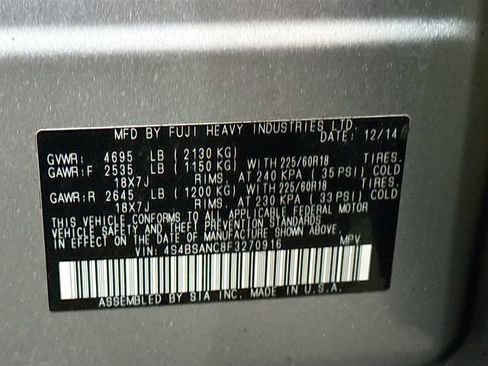 MFD BY FUJI HEAVY INDUSTRIES LTD. DATE: 12/14
GVWR: 4695 LB (2130 KG)
GAWR:F 2535 LB (1150 KG) WITH 225/60R18 TIRES.
18X7J RIMS, AT 240 KPA (35 PSI) COLD
GAWR:R 2645 LB (1200 KG) WITH 225/60R18 TIRES.
18X7J RIMS, AT 230 KPA (33 PSI) COLD
THIS VEHICLE CONFORMS TO ALL APPLICABLE FEDERAL MOTOR
VEHICLE SAFETY, BUMPER, AND THEFT PREVENTION STANDARDS
IN EFFECT ON THE DATE OF MANUFACTURE SHOWN ABOVE.
VIN: 4S4BSANC8F3270916 MPV
ASSEMBLED BY SIA INC. MADE IN U.S.A.